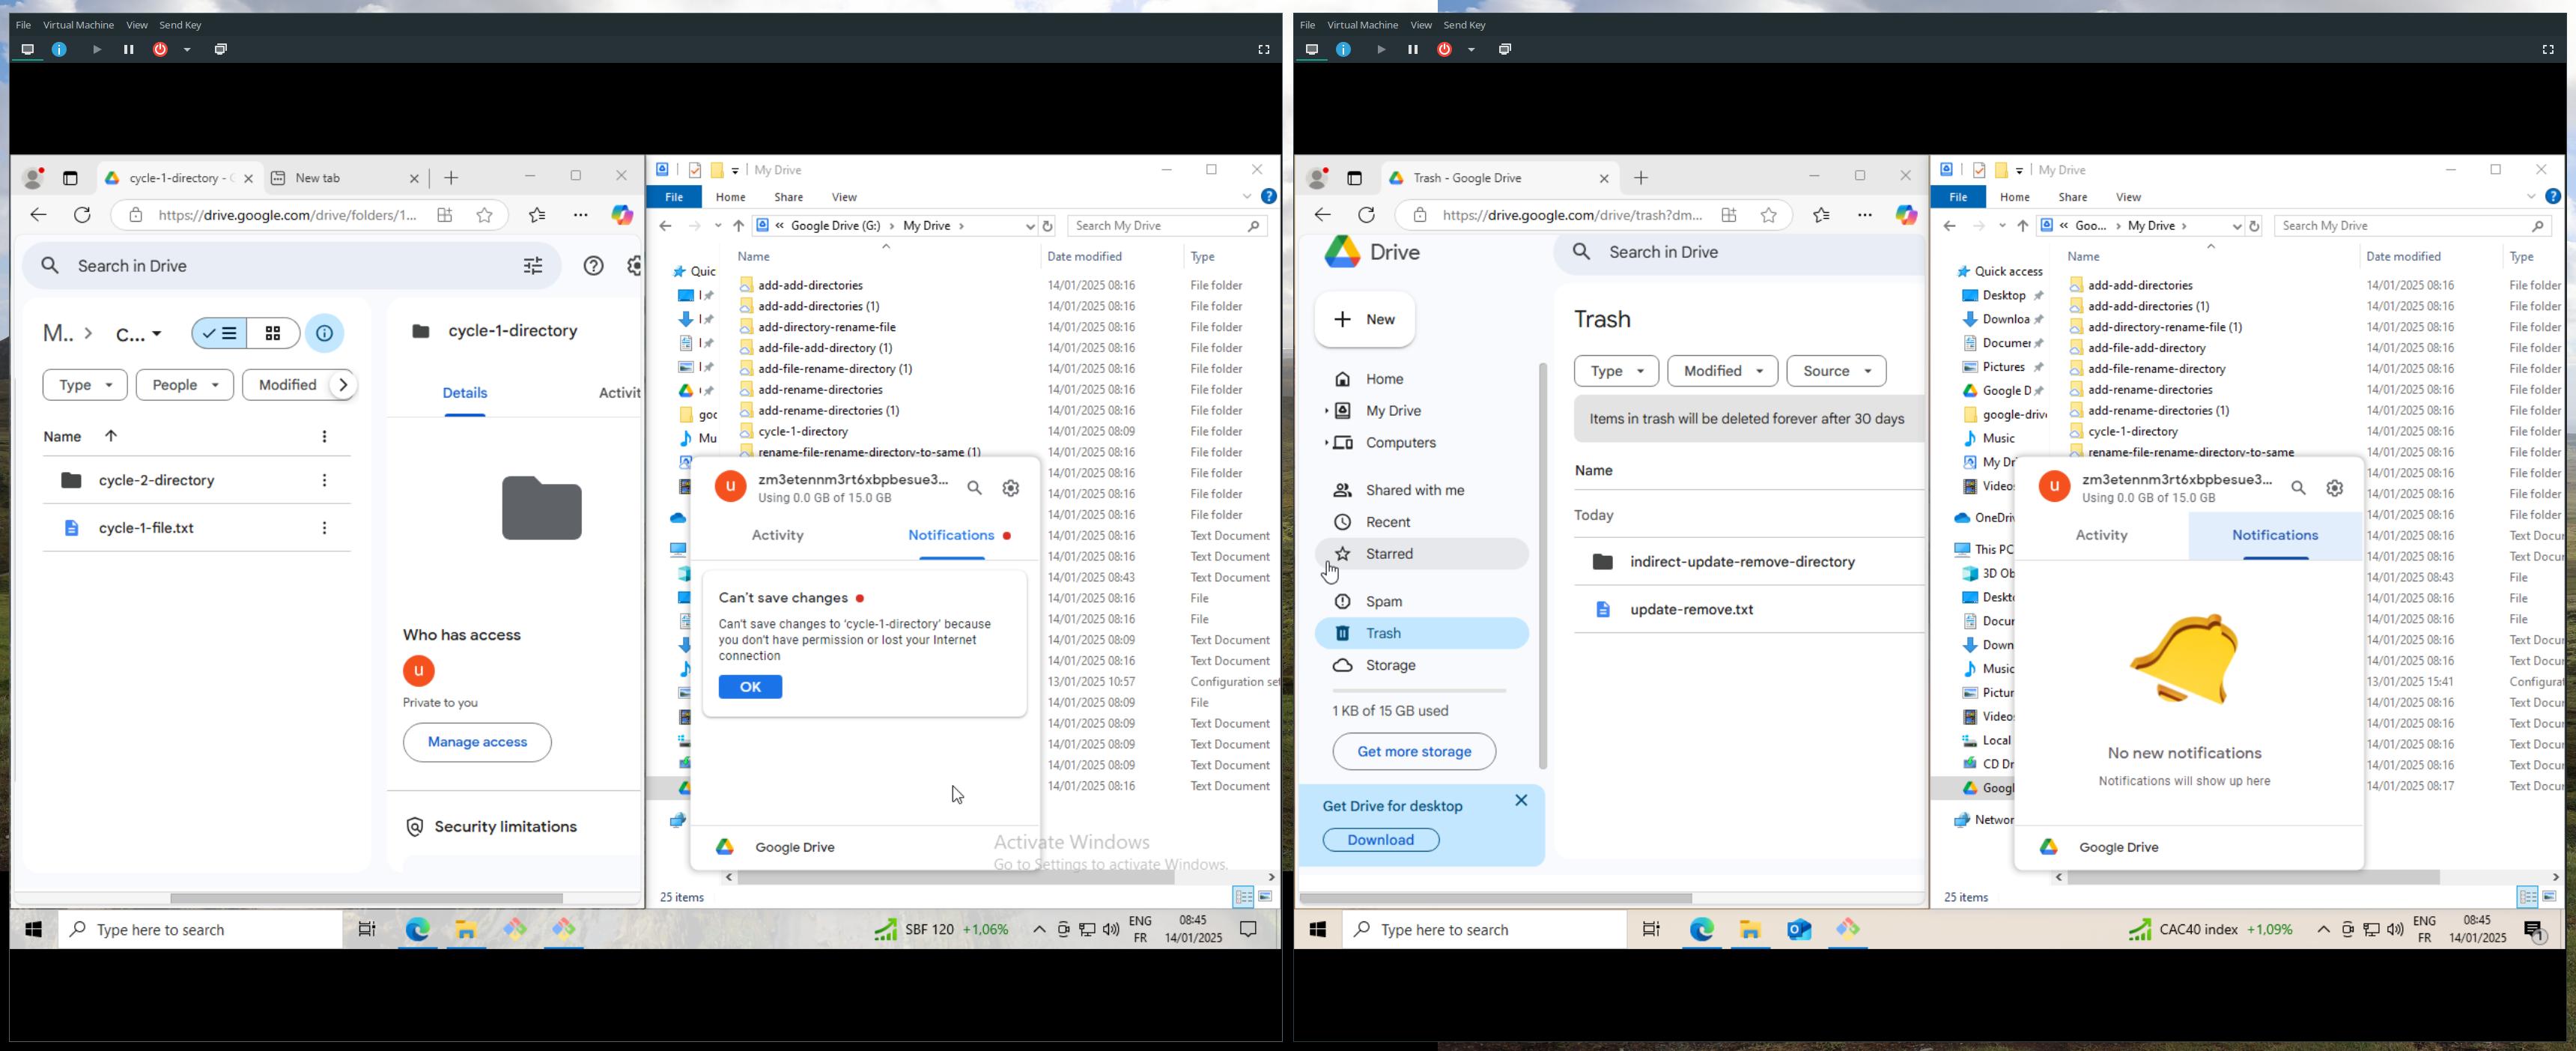 File Virtual Machine View Send Key
cycle-1-directory - G
New tab
https://drive.google.com/drive/folders/1...
Search in Drive
M.. > C...
Type
People
Modified
Name
cycle-2-directory
cycle-1-file.txt
cycle-1-directory
Details
Activit
Who has access
u
Private to you
Manage access
Security limitations
My Drive
File Home Share View
« Google Drive (G:) > My Drive >
Search My Drive
Name Date modified Type
Quic
goo
Mu
add-add-directories 14/01/2025 08:16 File folder
add-add-directories (1) 14/01/2025 08:16 File folder
add-directory-rename-file 14/01/2025 08:16 File folder
add-file-add-directory (1) 14/01/2025 08:16 File folder
add-file-rename-directory (1) 14/01/2025 08:16 File folder
add-rename-directories 14/01/2025 08:16 File folder
add-rename-directories (1) 14/01/2025 08:16 File folder
cycle-1-directory 14/01/2025 08:09 File folder
rename-file-rename-directory-to-same (1) 14/01/2025 08:16 File folder
14/01/2025 08:16 File folder
14/01/2025 08:16 File folder
14/01/2025 08:16 File folder
14/01/2025 08:16 Text Document
14/01/2025 08:16 Text Document
14/01/2025 08:43 Text Document
14/01/2025 08:16 File
14/01/2025 08:16 File
14/01/2025 08:09 Text Document
14/01/2025 08:16 Text Document
13/01/2025 10:57 Configuration set
14/01/2025 08:09 File
14/01/2025 08:09 Text Document
14/01/2025 08:09 Text Document
14/01/2025 08:09 Text Document
14/01/2025 08:16 Text Document
u
zm3etennm3rt6xbpbesue3...
Using 0.0 GB of 15.0 GB
Activity
Notifications
Can't save changes
Can't save changes to 'cycle-1-directory' because
you don't have permission or lost your Internet
connection
OK
Google Drive
Activate Windows
Go to Settings to activate Windows.
25 items
Type here to search
SBF 120 +1,06%
ENG
FR
08:45
14/01/2025
File Virtual Machine View Send Key
Trash - Google Drive
https://drive.google.com/drive/trash?dm...
Drive
Search in Drive
New
Home
My Drive
Computers
Shared with me
Recent
Starred
Spam
Trash
Storage
1 KB of 15 GB used
Get more storage
Get Drive for desktop
Download
Trash
Type
Modified
Source
Items in trash will be deleted forever after 30 days
Name
Today
indirect-update-remove-directory
update-remove.txt
My Drive
File Home Share View
« Goo... > My Drive >
Search My Drive
Name Date modified Type
Quick access
Desktop
Downloa
Documer
Pictures
Google D
google-driv
Music
My Dr
Video
OneDri
This PC
3D Ob
Deskto
Docur
Down
Music
Pictur
Video
Local
CD Dr
Googl
Networ
add-add-directories 14/01/2025 08:16 File folder
add-add-directories (1) 14/01/2025 08:16 File folder
add-directory-rename-file (1) 14/01/2025 08:16 File folder
add-file-add-directory 14/01/2025 08:16 File folder
add-file-rename-directory 14/01/2025 08:16 File folder
add-rename-directories 14/01/2025 08:16 File folder
add-rename-directories (1) 14/01/2025 08:16 File folder
cycle-1-directory 14/01/2025 08:16 File folder
rename-file-rename-directory-to-same 14/01/2025 08:16 File folder
14/01/2025 08:16 File folder
14/01/2025 08:16 File folder
14/01/2025 08:16 File folder
14/01/2025 08:16 Text Docur
14/01/2025 08:16 Text Docur
14/01/2025 08:43 File
14/01/2025 08:16 File
14/01/2025 08:16 File
14/01/2025 08:16 Text Docur
14/01/2025 08:16 Text Docur
13/01/2025 15:41 Configurat
14/01/2025 08:16 Text Docur
14/01/2025 08:16 Text Docur
14/01/2025 08:16 Text Docur
14/01/2025 08:16 Text Docur
14/01/2025 08:17 Text Docur
u
zm3etennm3rt6xbpbesue3...
Using 0.0 GB of 15.0 GB
Activity
Notifications
No new notifications
Notifications will show up here
Google Drive
25 items
Type here to search
CAC40 index +1,09%
ENG
FR
08:45
14/01/2025
1